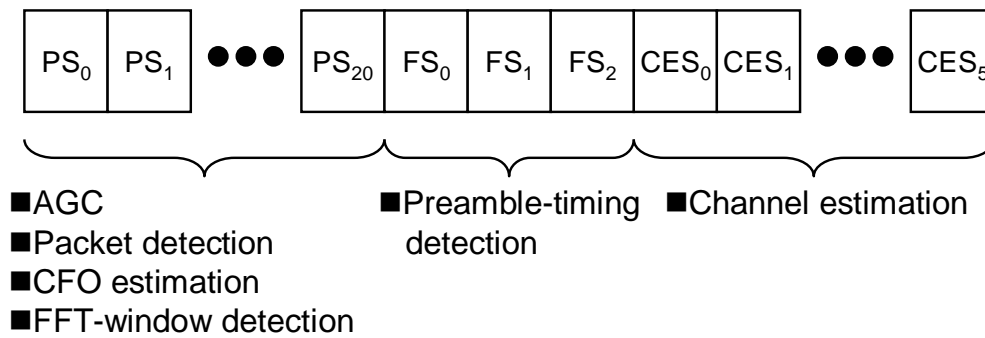 PS0 PS1 ●●● PS20 FS0 FS1 FS2 CES0 CES1 ●●● CES5
■AGC
■Packet detection
■CFO estimation
■FFT-window detection
■Preamble-timing
detection
■Channel estimation